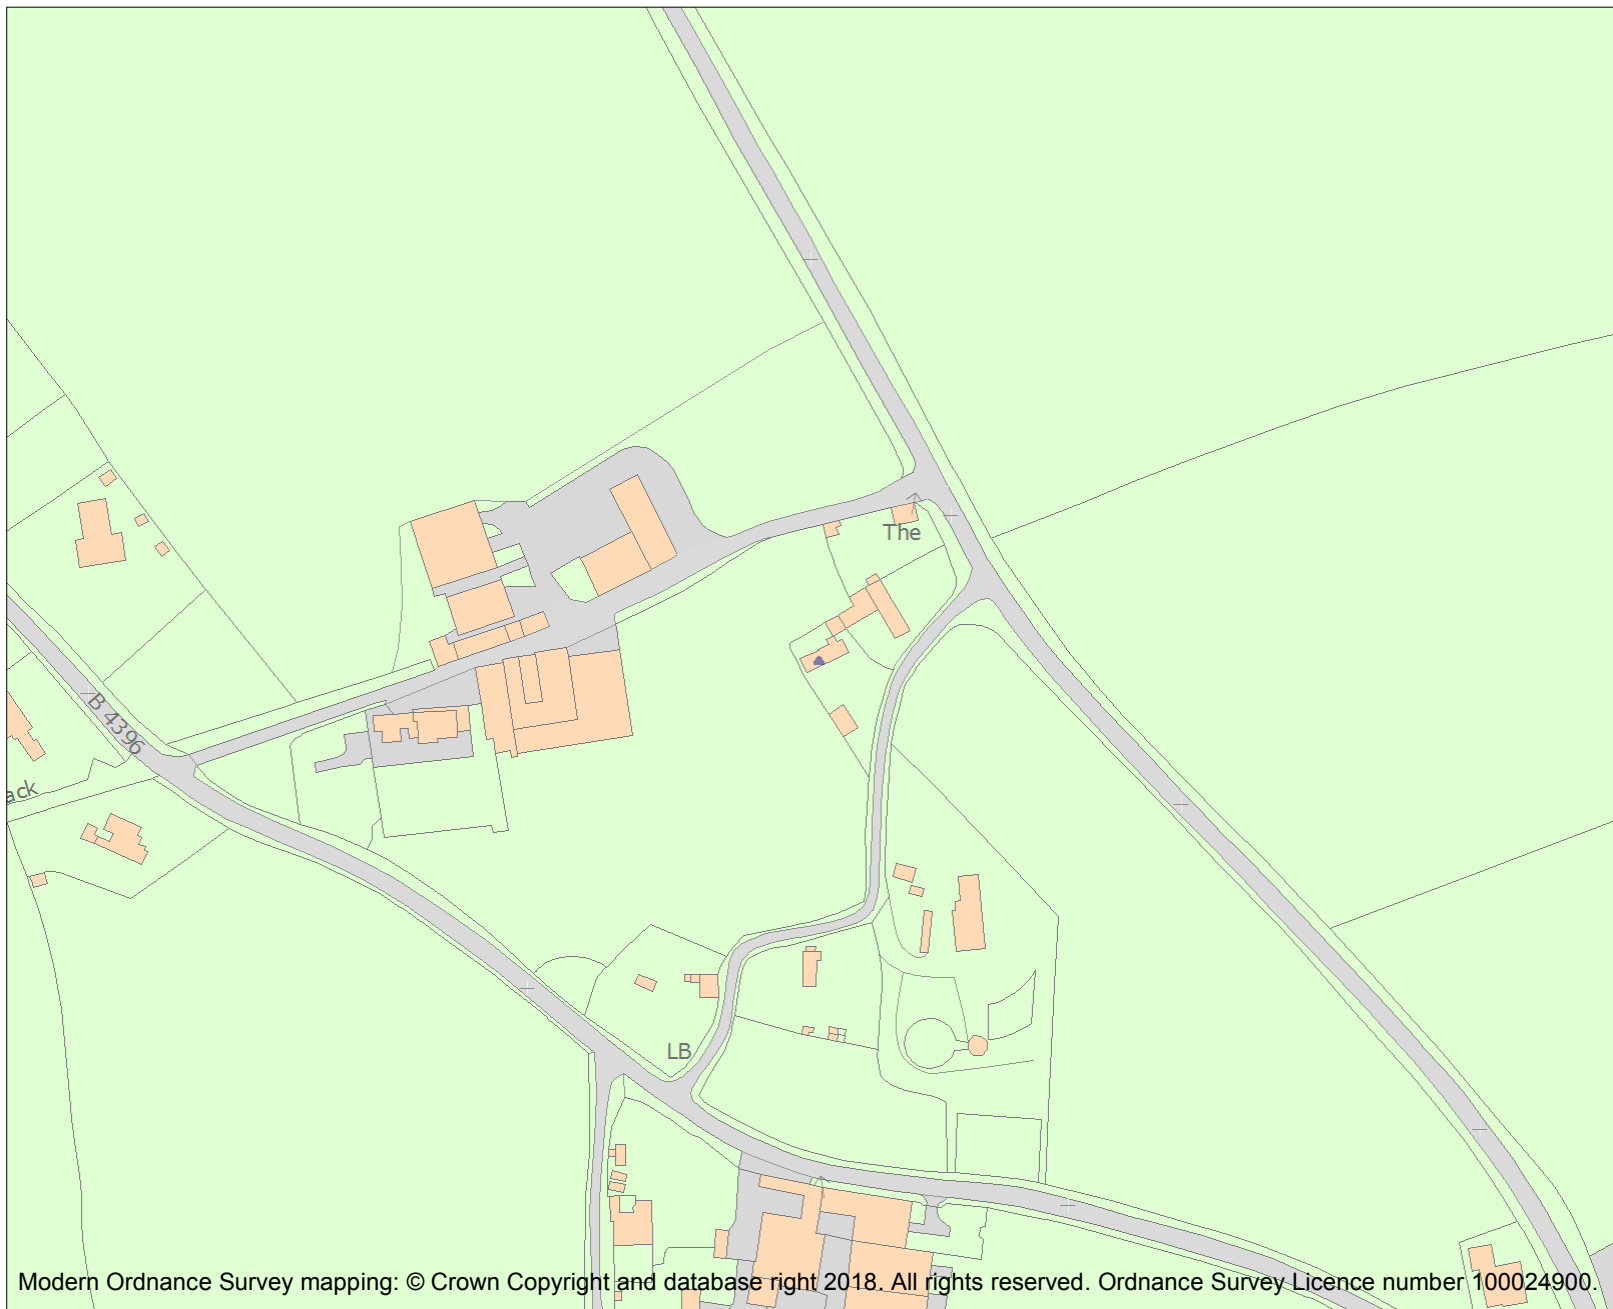 The
B 4396
ack
LB
Modern Ordnance Survey mapping: © Crown Copyright and database right 2018. All rights reserved. Ordnance Survey Licence number 100024900.